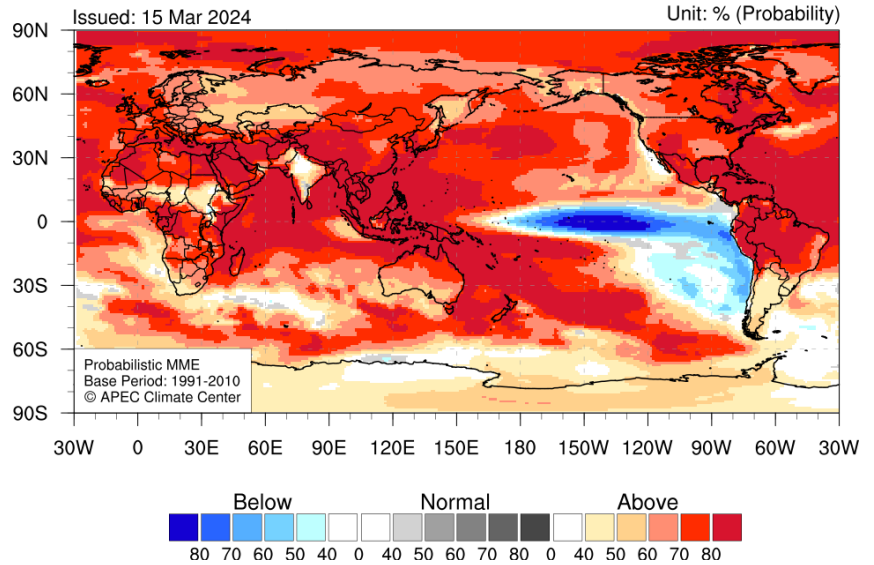 Issued: 15 Mar 2024
Unit: % (Probability)
90N
60N
30N
0
30S
60S
90S
Probabilistic MME
Base Period: 1991-2010
© APEC Climate Center
30W 0 30E 60E 90E 120E 150E 180 150W 120W 90W 60W 30W
Below Normal Above
80 70 60 50 40 0 40 50 60 70 80 0 40 50 60 70 80